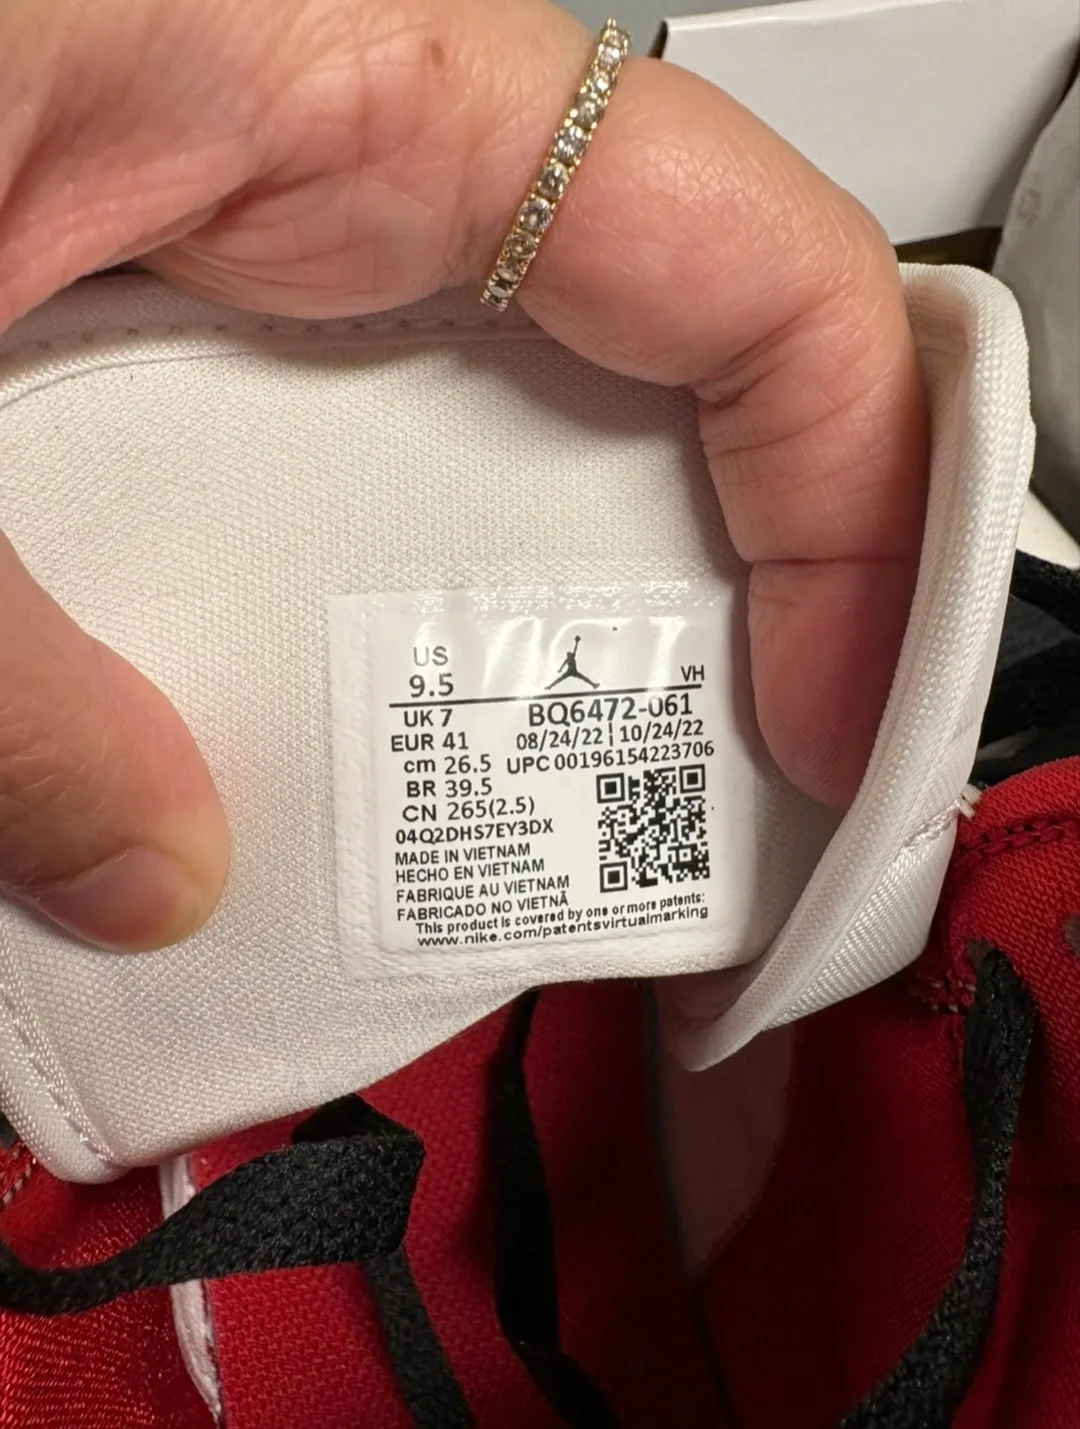 US
9.5
VH
UK 7
BQ6472-061
EUR 41
08/24/22 | 10/24/22
cm 26.5
UPC 00196154223706
BR 39.5
CN 265(2.5)
04Q2DHS7EY3DX
MADE IN VIETNAM
HECHO EN VIETNAM
FABRIQUE AU VIETNAM
FABRICADO NO VIETNÃ
This product is covered by one or more patents:
www.nike.com/patentsvirtualmarking